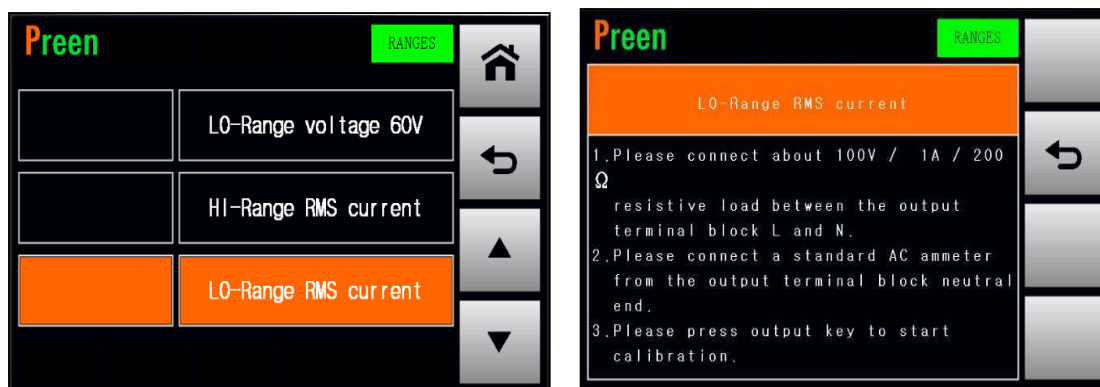 Preen
RANGES
LO-Range voltage 60V
HI-Range RMS current
LO-Range RMS current
Preen
RANGES
LO-Range RMS current
1.Please connect about 100V / 1A / 200
Ω
resistive load between the output
terminal block L and N.
2.Please connect a standard AC ammeter
from the output terminal block neutral
end.
3.Please press output key to start
calibration.